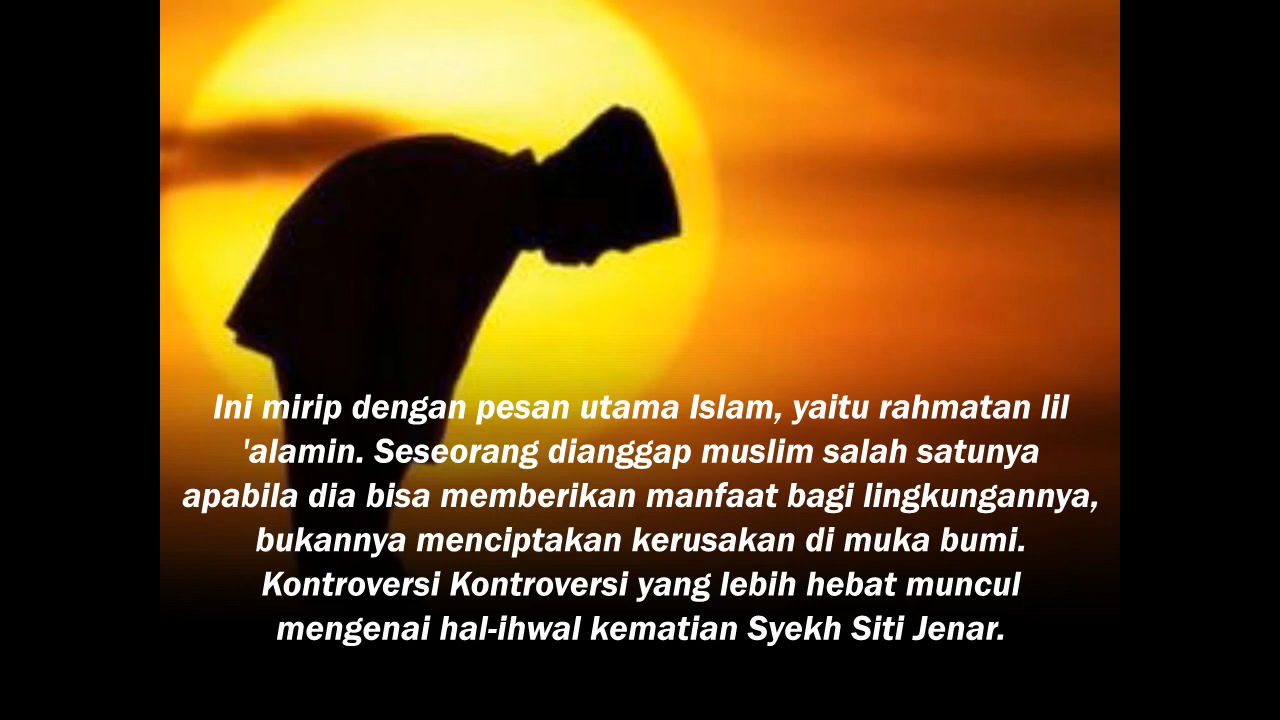 Ini mirip dengan pesan utama Islam, yaitu rahmatan lil
'alamin. Seseorang dianggap muslim salah satunya
apabila dia bisa memberikan manfaat bagi lingkungannya,
bukannya menciptakan kerusakan di muka bumi.
Kontroversi Kontroversi yang lebih hebat muncul
mengenai hal-ihwal kematian Syekh Siti Jenar.